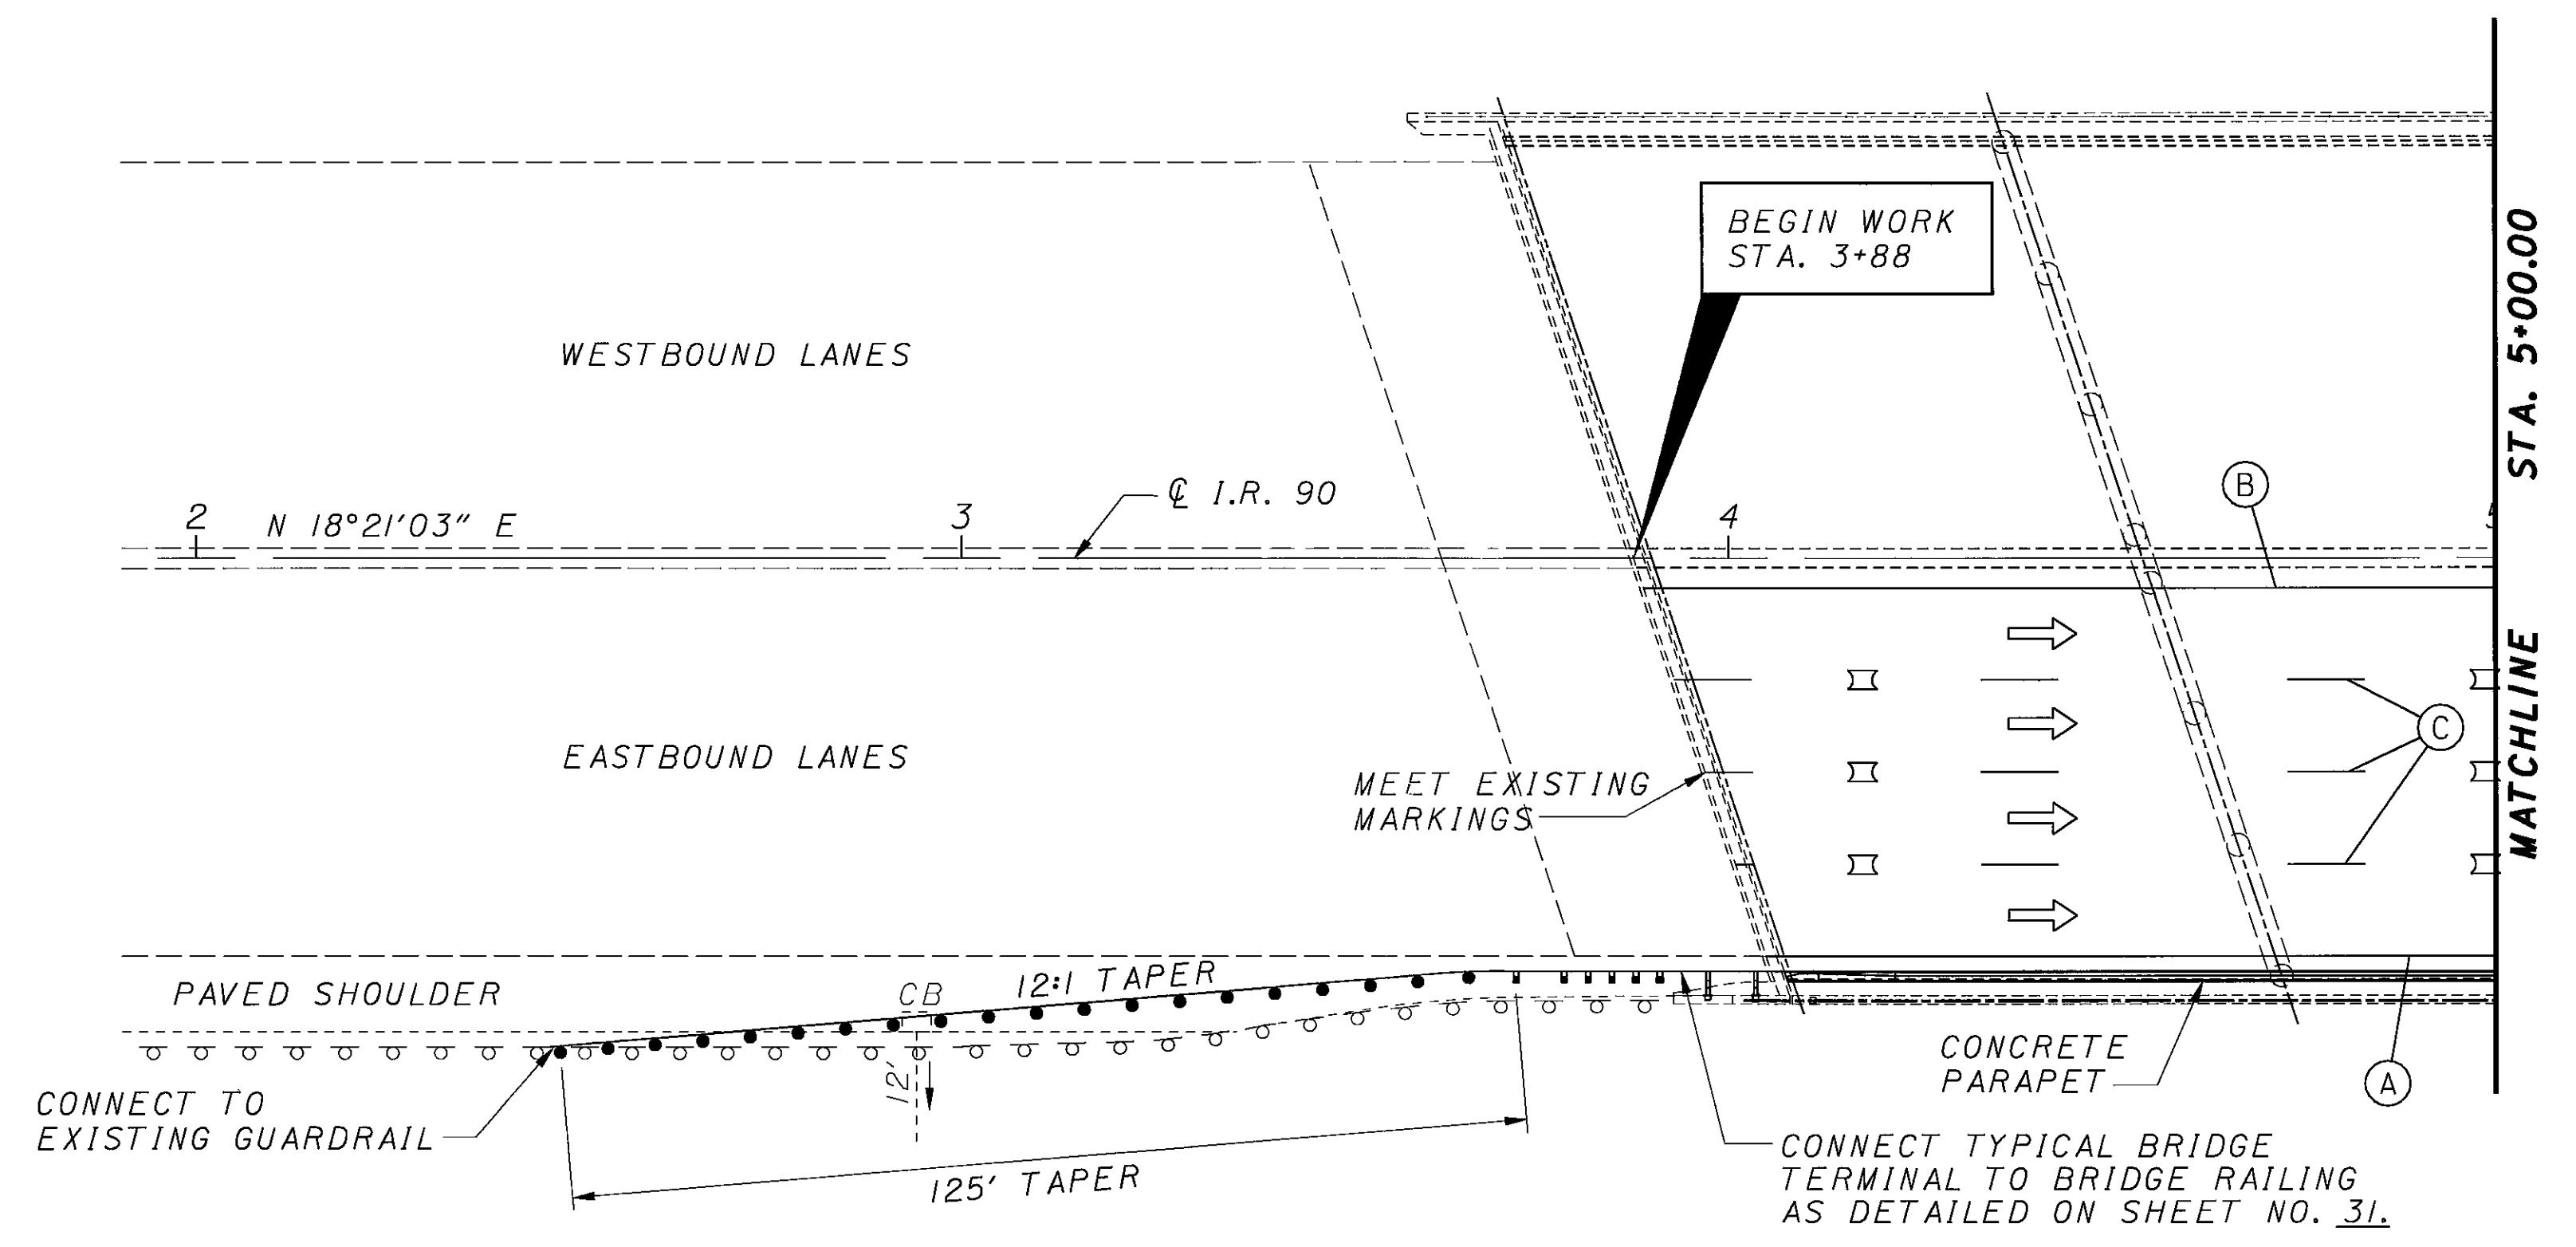 BEGIN WORK
STA. 3+88
WESTBOUND LANES
℄ I.R. 90
2
N 18°21'03" E
3
4
B
STA. 5+00.00
MATCHLINE
EASTBOUND LANES
MEET EXISTING
MARKINGS
C
PAVED SHOULDER
CB
12:1 TAPER
12'
CONNECT TO
EXISTING GUARDRAIL
125' TAPER
CONCRETE
PARAPET
A
CONNECT TYPICAL BRIDGE
TERMINAL TO BRIDGE RAILING
AS DETAILED ON SHEET NO. 31.